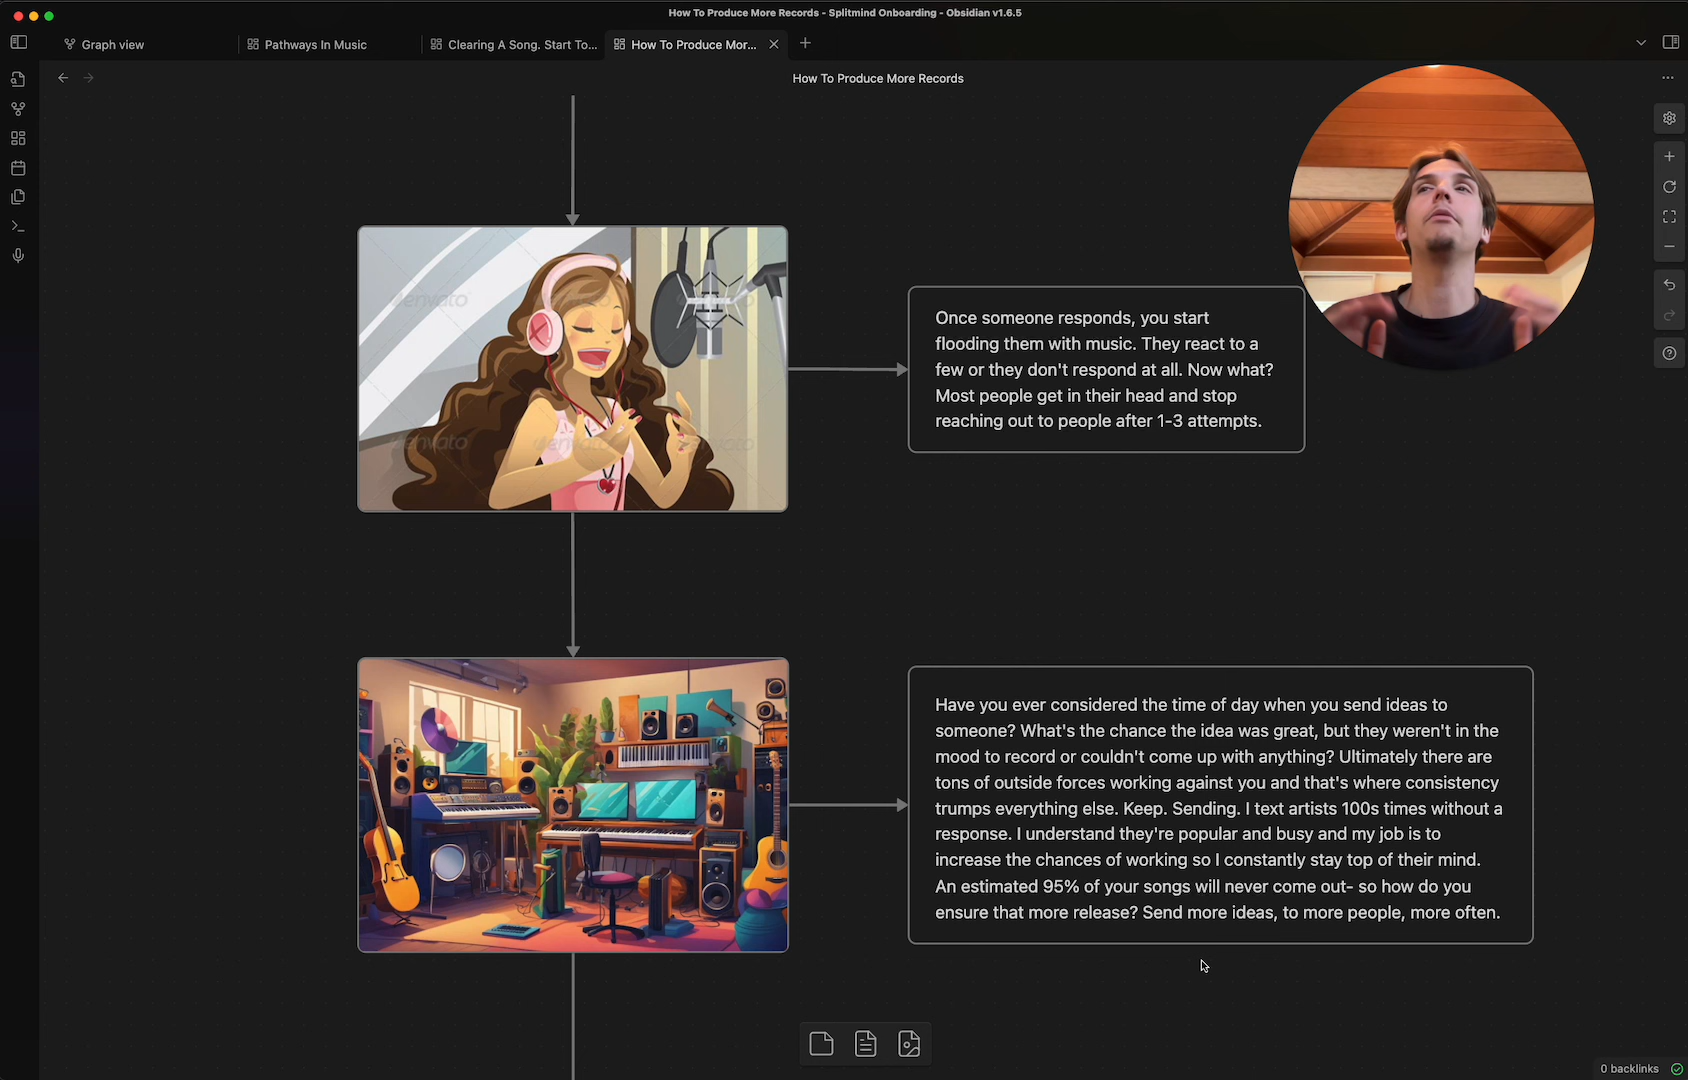 How To Produce More Records - Splitmind Onboarding - Obsidian v1.6.5
Graph view
Pathways In Music
Clearing A Song. Start To...
How To Produce Mor...
How To Produce More Records
envato
Once someone responds, you start
flooding them with music. They react to a
few or they don't respond at all. Now what?
Most people get in their head and stop
reaching out to people after 1-3 attempts.
envato
Have you ever considered the time of day when you send ideas to
someone? What's the chance the idea was great, but they weren't in the
mood to record or couldn't come up with anything? Ultimately there are
tons of outside forces working against you and that's where consistency
trumps everything else. Keep. Sending. I text artists 100s times without a
response. I understand they're popular and busy and my job is to
increase the chances of working so I constantly stay top of their mind.
An estimated 95% of your songs will never come out- so how do you
ensure that more release? Send more ideas, to more people, more often.
0 backlinks